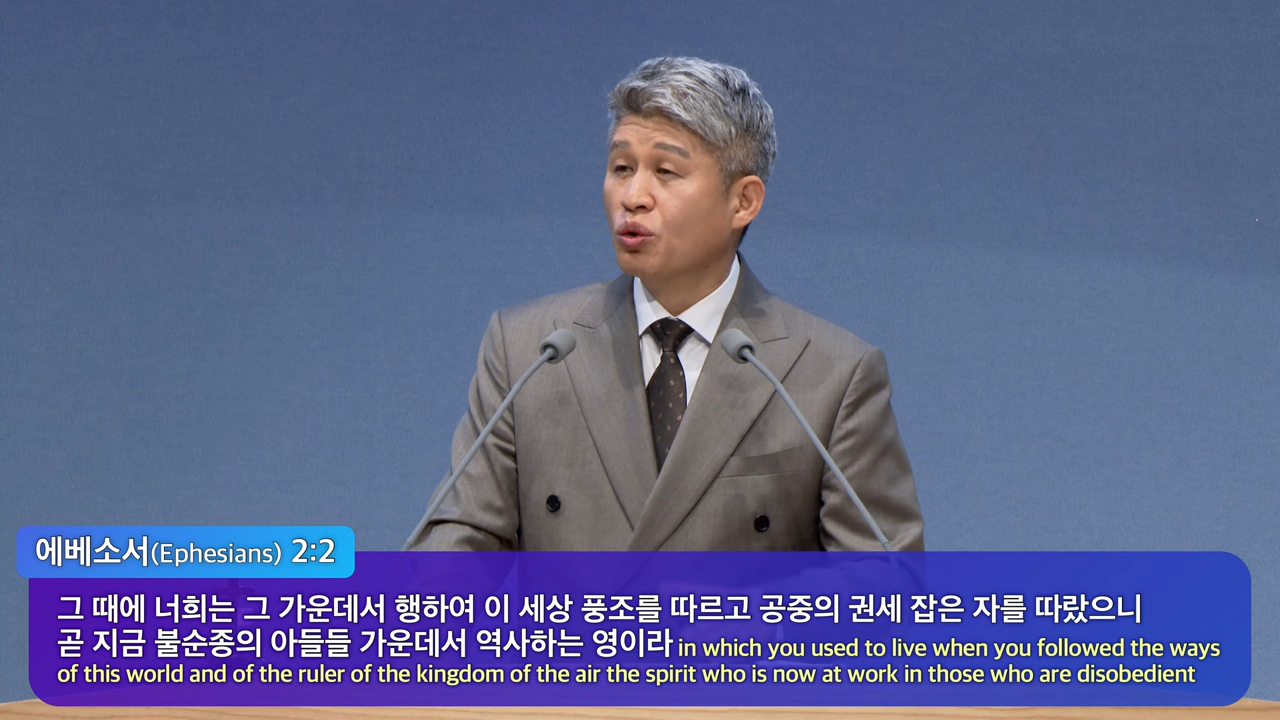 에베소서(Ephesians) 2:2
그 때에 너희는 그 가운데서 행하여 이 세상 풍조를 따르고 공중의 권세 잡은 자를 따랐으니
곧 지금 불순종의 아들들 가운데서 역사하는 영이라 in which you used to live when you followed the ways
of this world and of the ruler of the kingdom of the air the spirit who is now at work in those who are disobedient